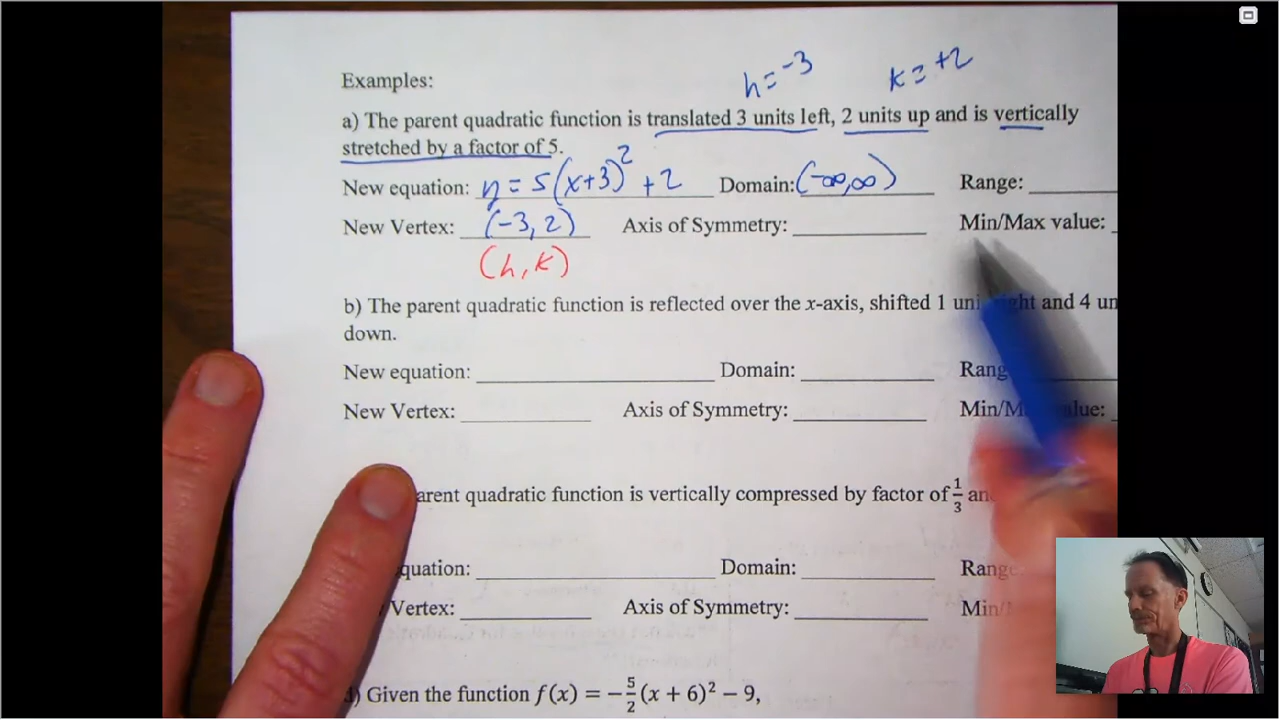 Examples:
h = -3 k = +2
a) The parent quadratic function is translated 3 units left, 2 units up and is vertically
stretched by a factor of 5.
New equation: y = 5(x+3)² + 2 Domain: (-∞,∞) Range:
New Vertex: (-3, 2) Axis of Symmetry: Min/Max value:
(h, k)
b) The parent quadratic function is reflected over the x-axis, shifted 1 and 4
down.
New equation: Domain:
New Vertex: Axis of Symmetry:
quadratic function is vertically compressed by factor of 1/3
Domain:
Vertex: Axis of Symmetry:
Given the function f(x) = −5/2(x + 6)² − 9,